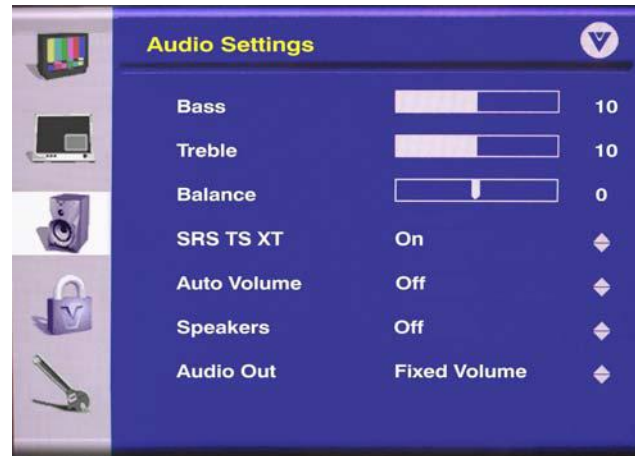 Audio Settings
Bass 10
Treble 10
Balance 0
SRS TS XT On
Auto Volume Off
Speakers Off
Audio Out Fixed Volume